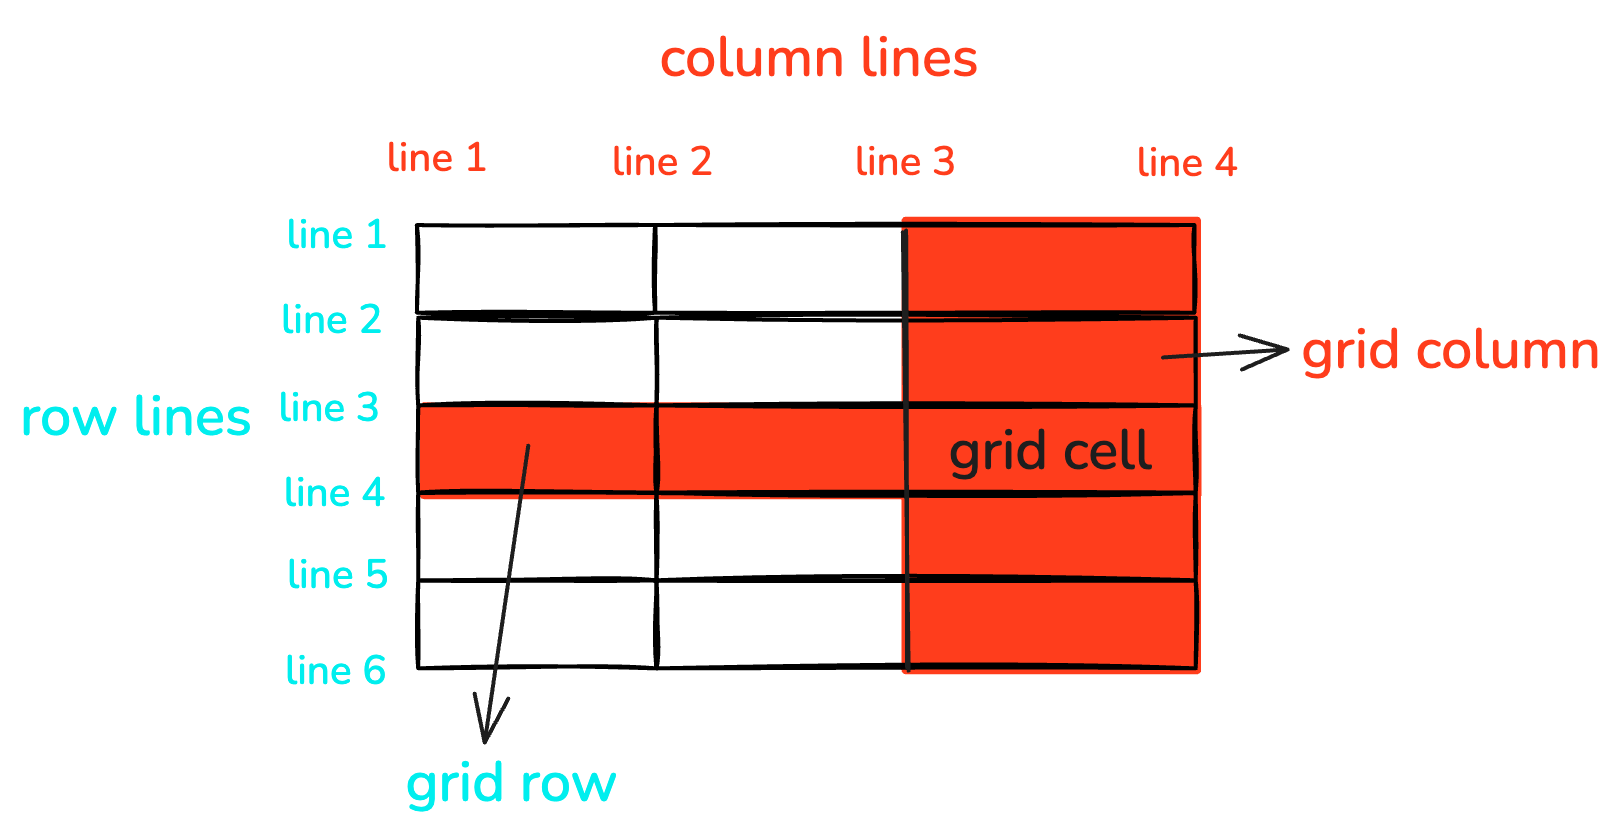 column lines
line 1 line 2 line 3 line 4
line 1
line 2
grid column
line 3
row lines
grid cell
line 4
line 5
line 6
grid row